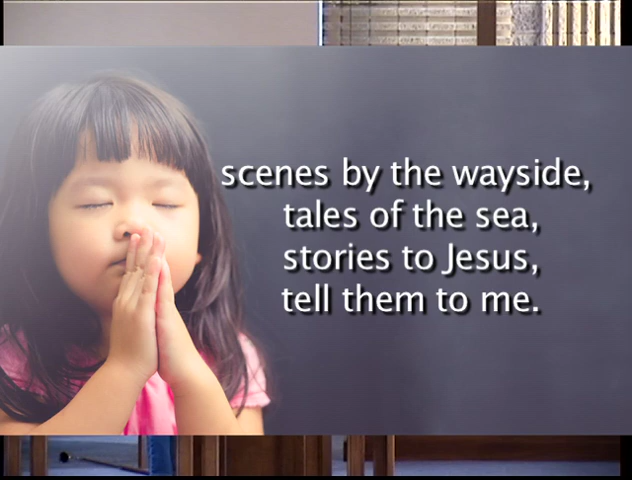 scenes by the wayside,
tales of the sea,
stories to Jesus,
tell them to me.